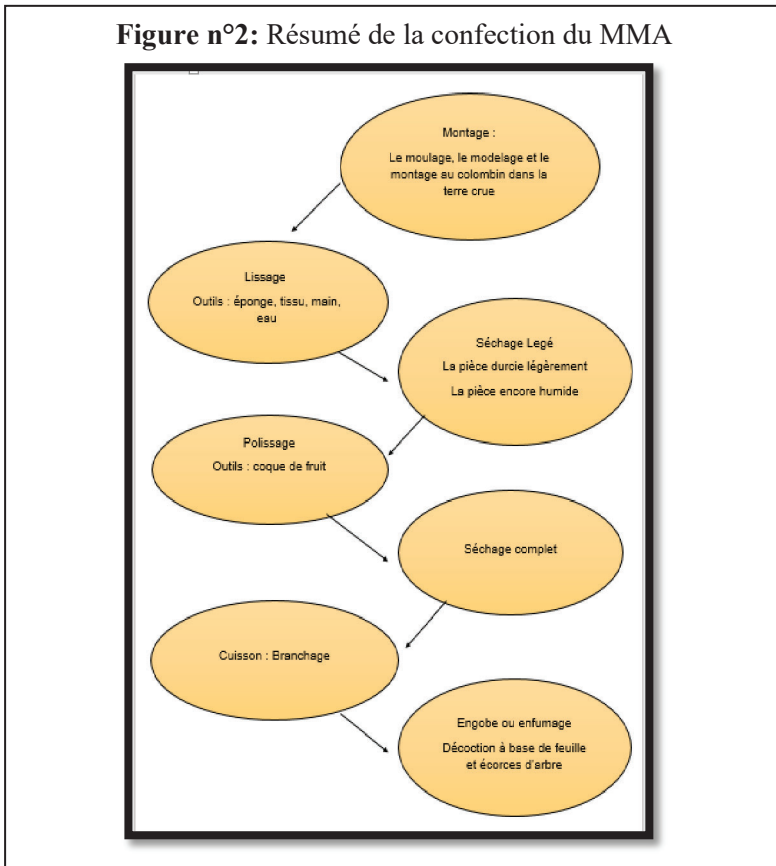 Figure n°2: Résumé de la confection du MMA
Montage :
Le moulage, le modelage et le
montage au colombin dans la
terre crue
Lissage
Outils : éponge, tissu, main,
eau
Séchage Legé
La pièce durcie légèrement
La pièce encore humide
Polissage
Outils : coque de fruit
Séchage complet
Cuisson : Branchage
Engobe ou enfumage
Décoction à base de feuille
et écorces d'arbre